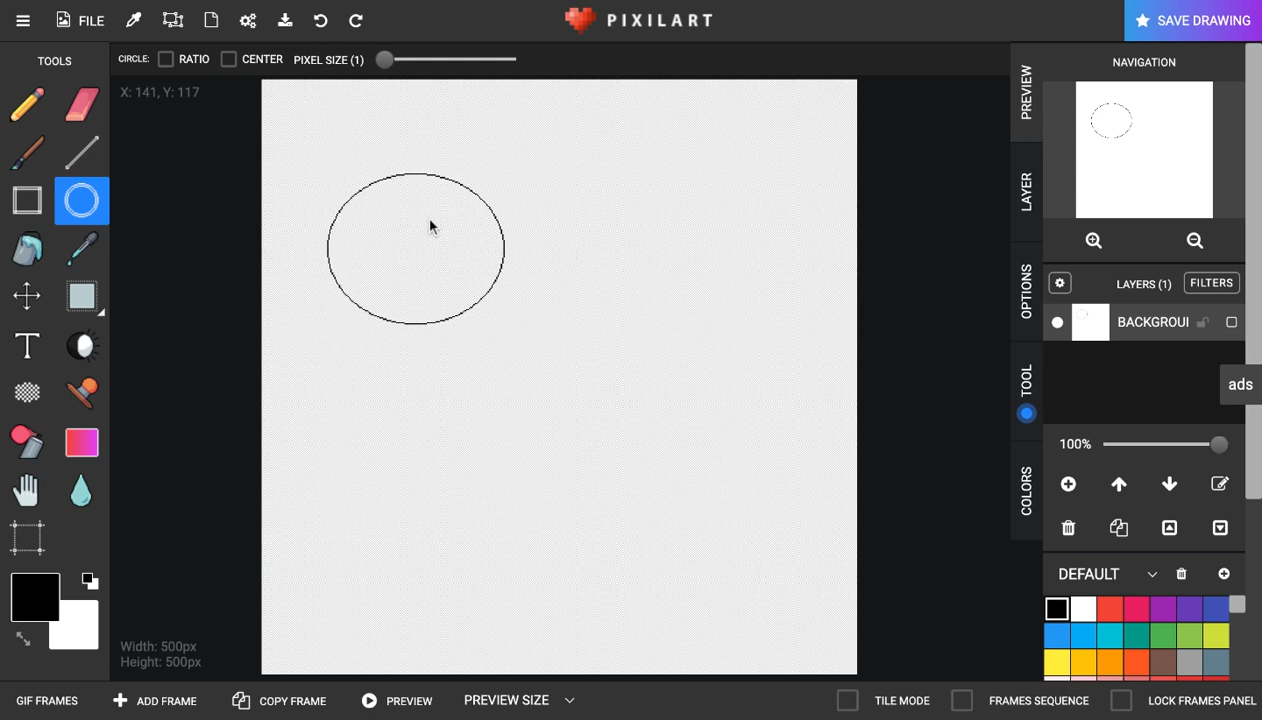 FILE
PIXILART
SAVE DRAWING
TOOLS
CIRCLE: RATIO CENTER PIXEL SIZE (1)
X: 141, Y: 117
Width: 500px
Height: 500px
PREVIEW
LAYER
OPTIONS
TOOL
COLORS
NAVIGATION
LAYERS (1) FILTERS
BACKGROUI
ads
100%
DEFAULT
GIF FRAMES ADD FRAME COPY FRAME PREVIEW PREVIEW SIZE TILE MODE FRAMES SEQUENCE LOCK FRAMES PANEL